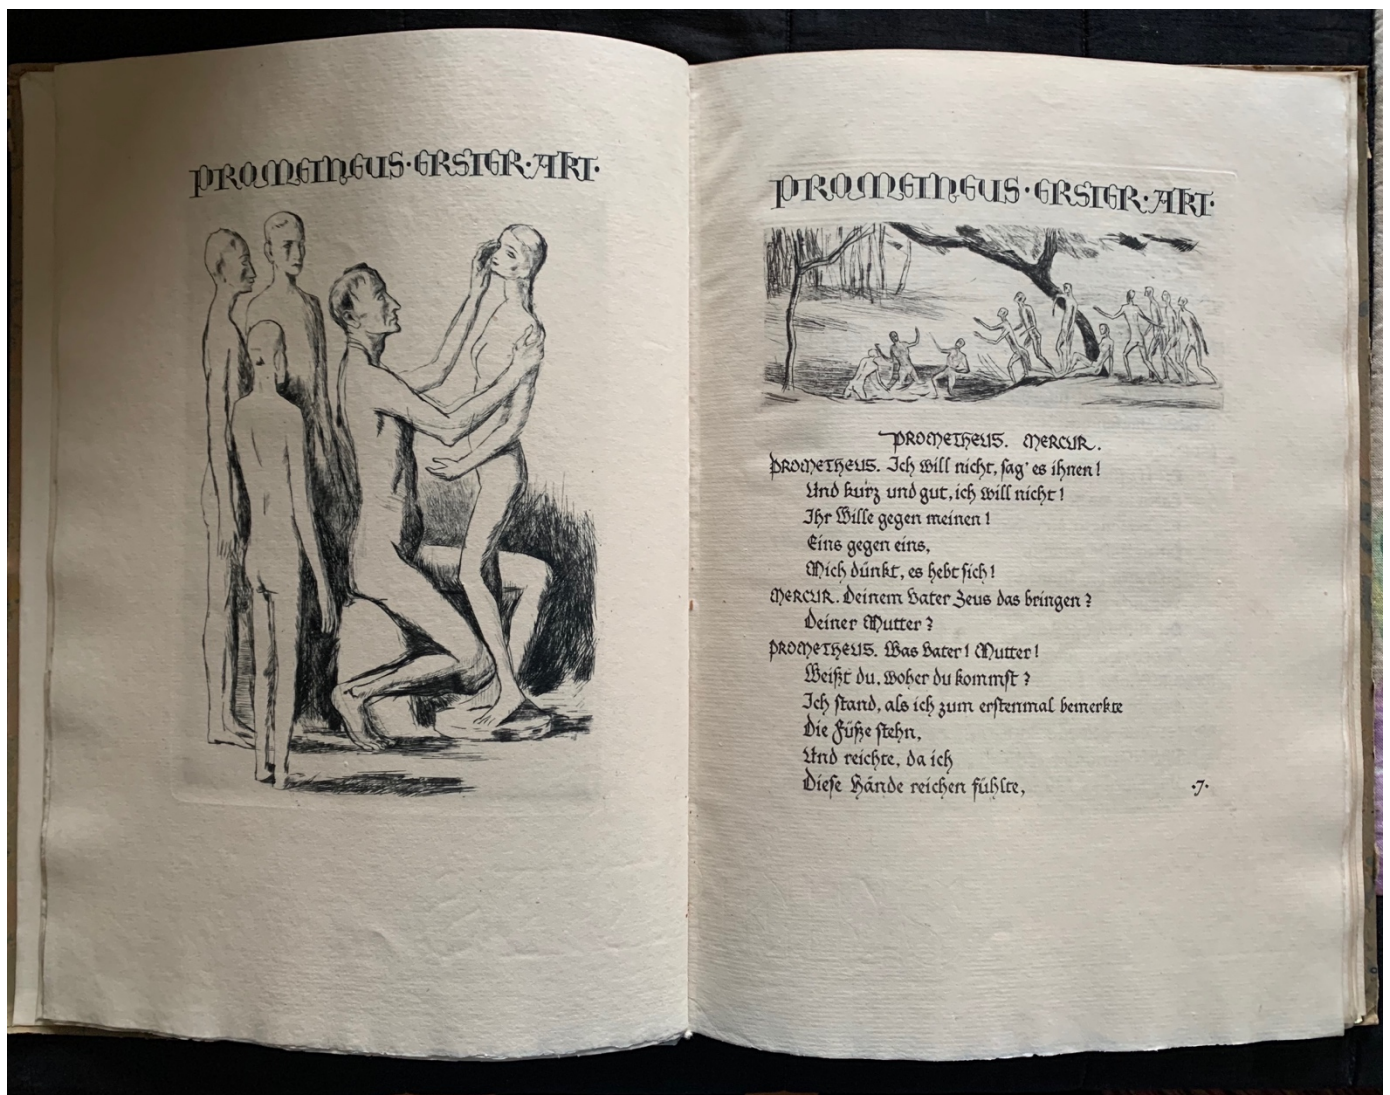 PROMETHEUS·ERSTER·AKT·
PROMETHEUS·ERSTER·AKT·
PROMETHEUS. MERCUR.
PROMETHEUS. Ich will nicht, sag' es ihnen!
Und kurz und gut, ich will nicht!
Ihr Wille gegen meinen!
Eins gegen eins,
Mich dünkt, es hebt sich!
MERCUR. Deinem Vater Zeus das bringen?
Deiner Mutter?
PROMETHEUS. Was Vater! Mutter!
Weißt du, woher du kommst?
Ich stand, als ich zum erstenmal bemerkte
Die Füße stehn,
Und reichte, da ich
Diese Hände reichen fühlte,
·7·